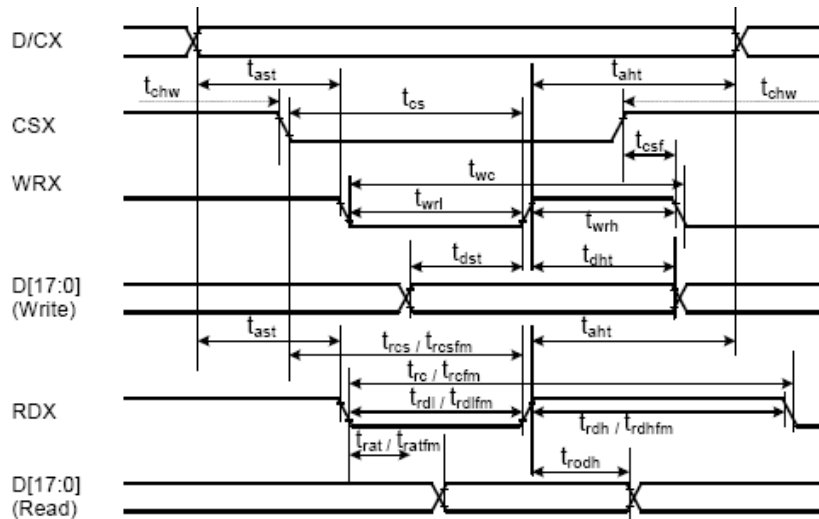 D/CX
t_ast t_aht
t_chw t_cs t_chw
CSX
t_csf
WRX t_wc
t_wrl t_wrh
t_dst t_dht
D[17:0]
(Write)
t_ast t_aht
t_rcs / t_rcsfm
t_rc / t_rcfm
RDX
t_rdl / t_rdlfm t_rdh / t_rdhfm
t_rat / t_ratfm
t_rodh
D[17:0]
(Read)